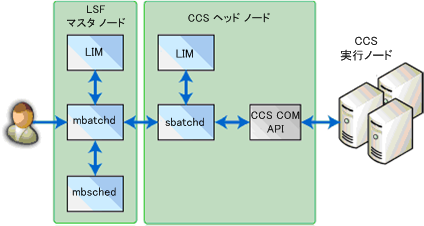 LSF
マスタ ノード
LIM
mbatchd
mbsched
CCS ヘッド ノード
LIM
sbatchd
CCS COM
API
CCS
実行ノード